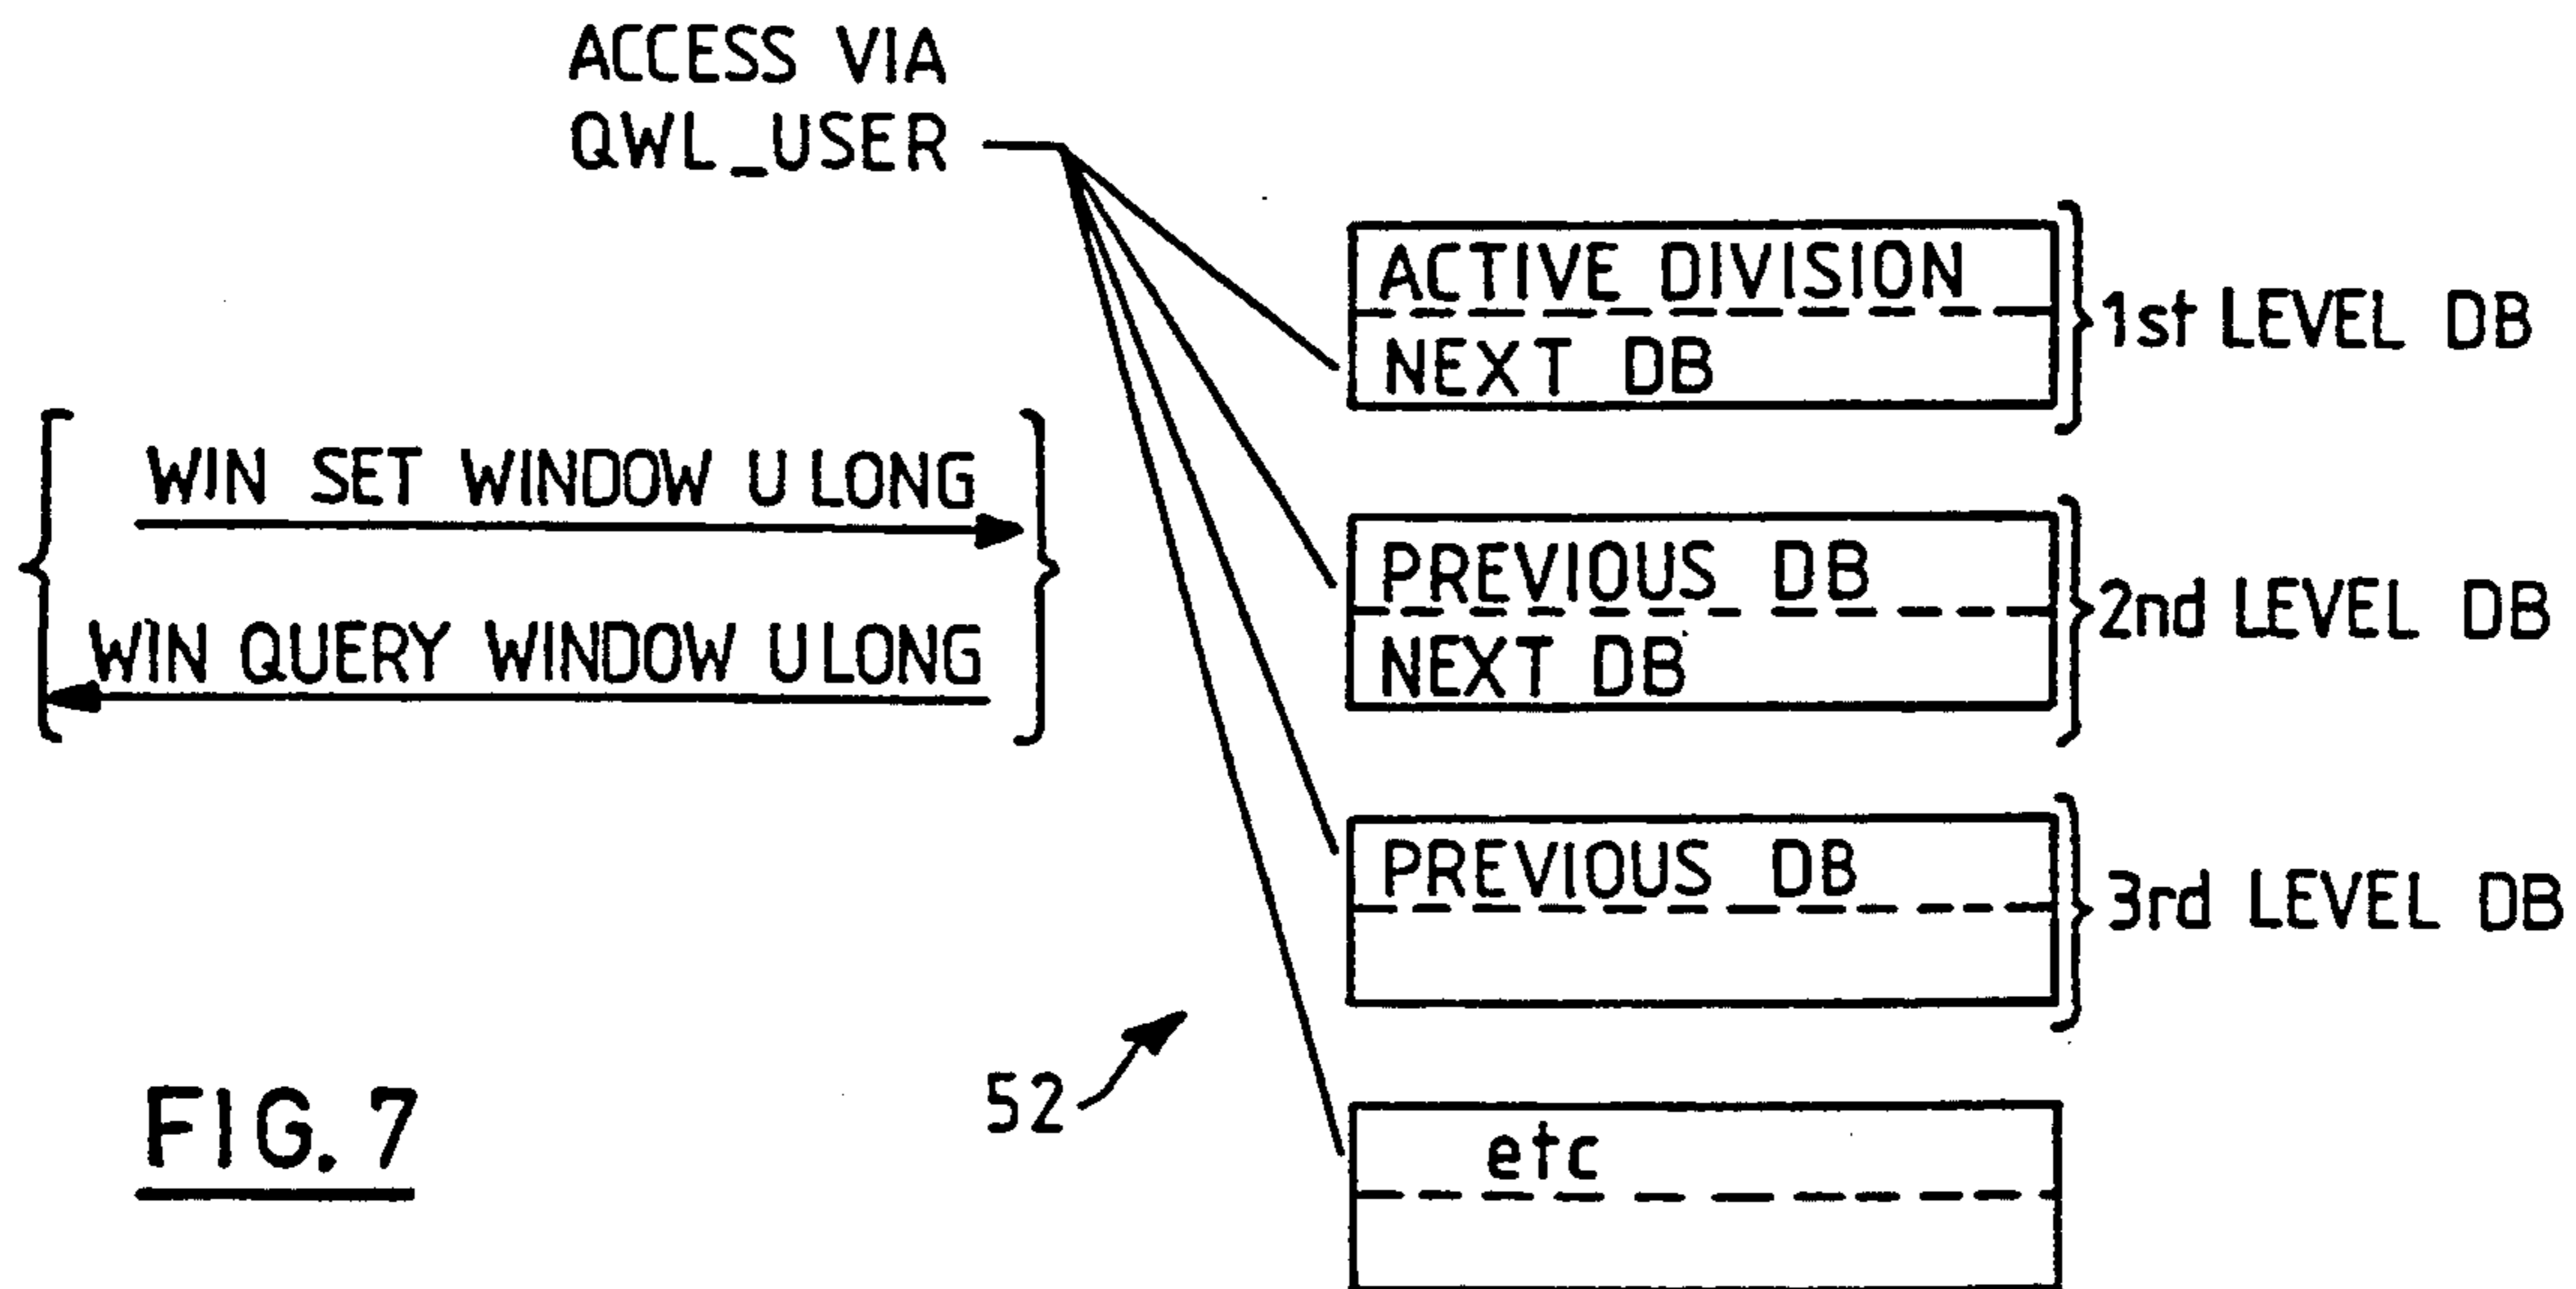 ACCESS VIA
QWL_USER
ACTIVE DIVISION
NEXT DB
1st LEVEL DB
WIN SET WINDOW U LONG
WIN QUERY WINDOW U LONG
PREVIOUS DB
NEXT DB
2nd LEVEL DB
PREVIOUS DB
3rd LEVEL DB
52
etc
FIG. 7